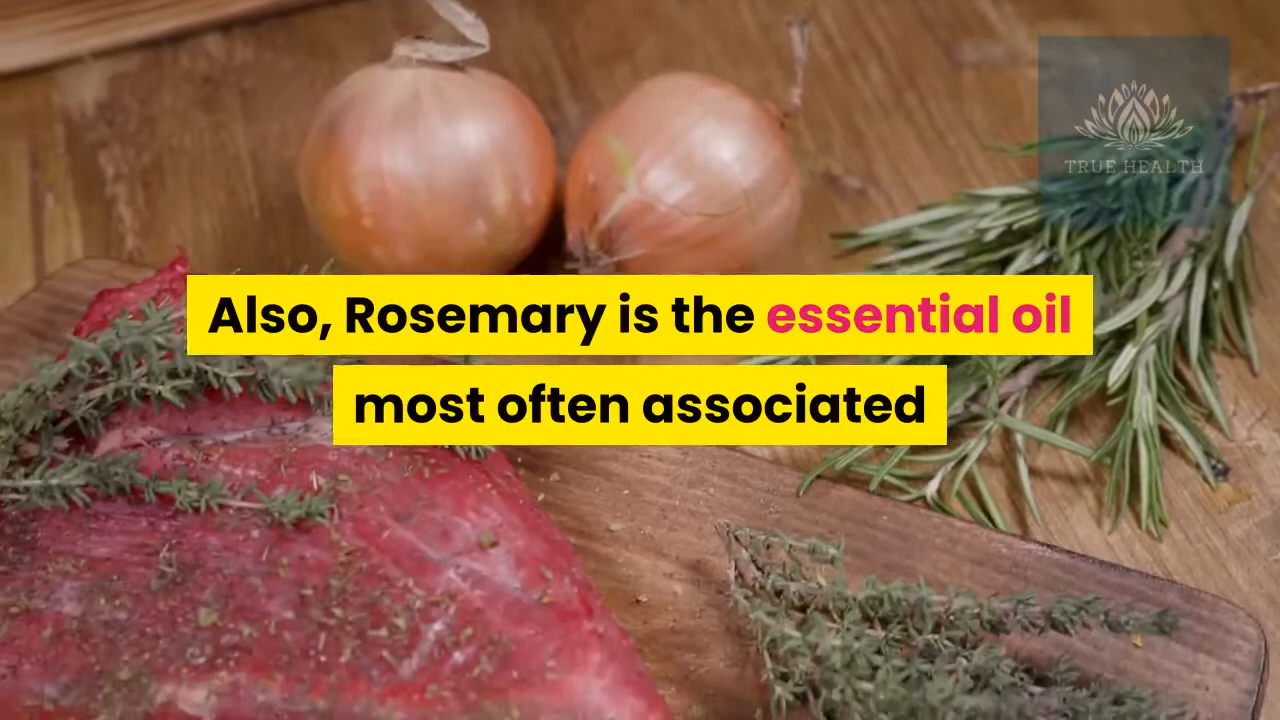 TRUE HEALTH
Also, Rosemary is the essential oil
most often associated